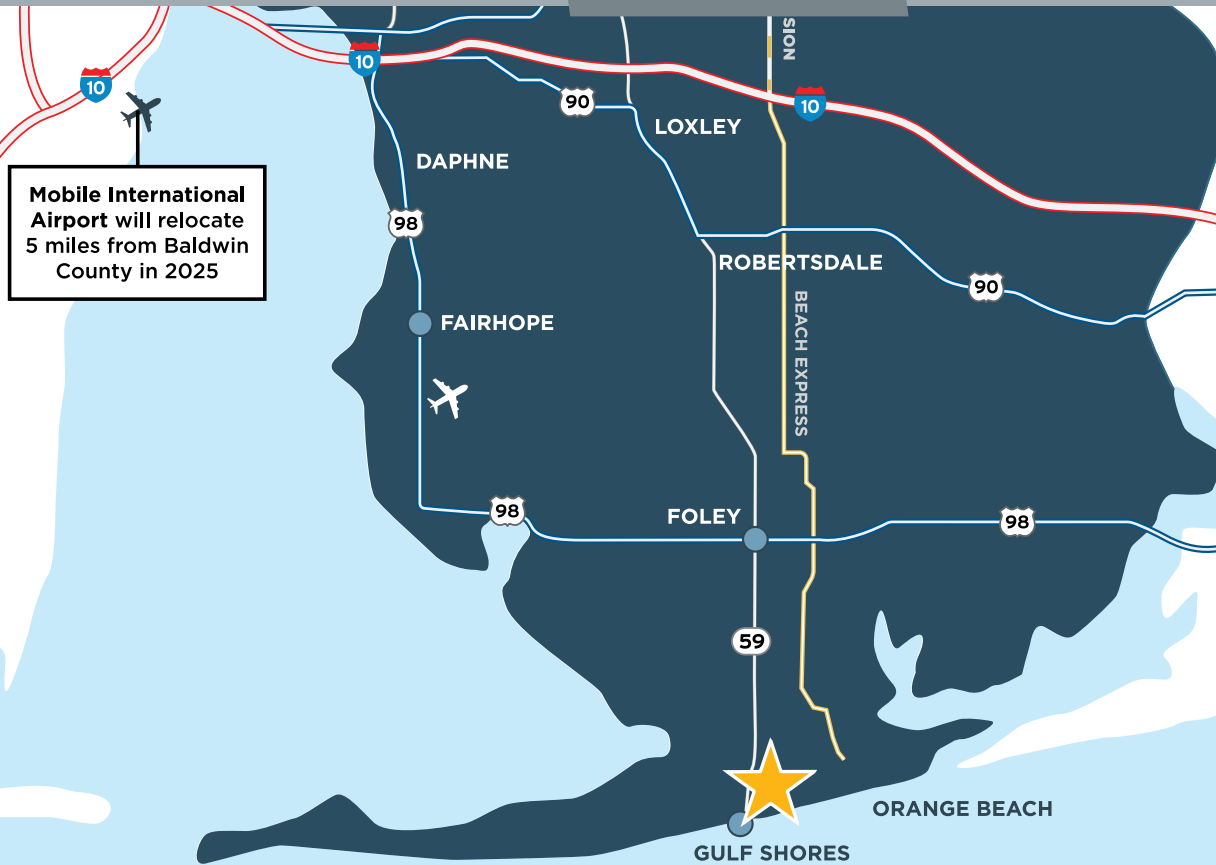 SION
10
10
90
10
LOXLEY
DAPHNE
Mobile International
Airport will relocate
5 miles from Baldwin
County in 2025
98
ROBERTSDALE
90
BEACH EXPRESS
FAIRHOPE
98
FOLEY
98
59
ORANGE BEACH
GULF SHORES